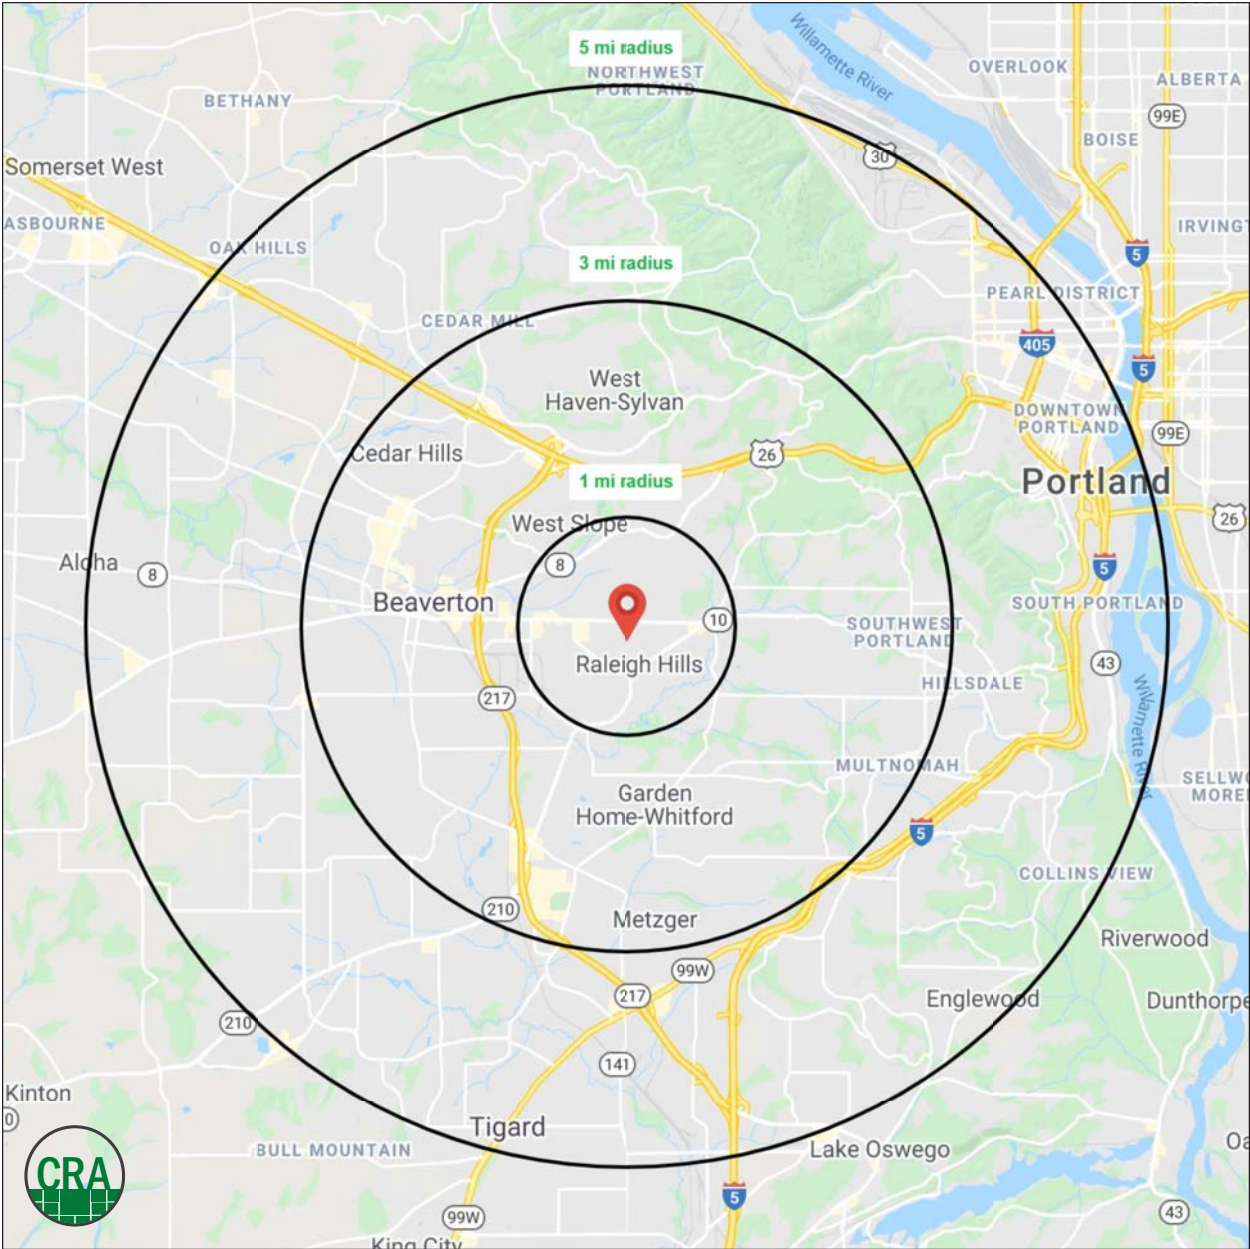 5 mi radius
NORTHWEST
PORTLAND
Willamette River
OVERLOOK
ALBERTA
BETHANY
99E
BOISE
30
Somerset West
ASBOURNE
OAK HILLS
IRVINGT
5
3 mi radius
PEARL DISTRICT
CEDAR MILL
405
5
West
Haven-Sylvan
DOWNTOWN
PORTLAND
99E
Cedar Hills
26
1 mi radius
Portland
West Slope
26
Aloha
8
8
5
Beaverton
10
SOUTH PORTLAND
SOUTHWEST
PORTLAND
Raleigh Hills
43
HILLSDALE
217
Willamette River
MULTNOMAH
SELLWO
MORE
Garden
Home-Whitford
5
COLLINS VIEW
210
Metzger
Riverwood
99W
217
Englewood
Dunthorpe
210
141
Kinton
0
Tigard
BULL MOUNTAIN
Lake Oswego
Oa
CRA
5
99W
43
King City